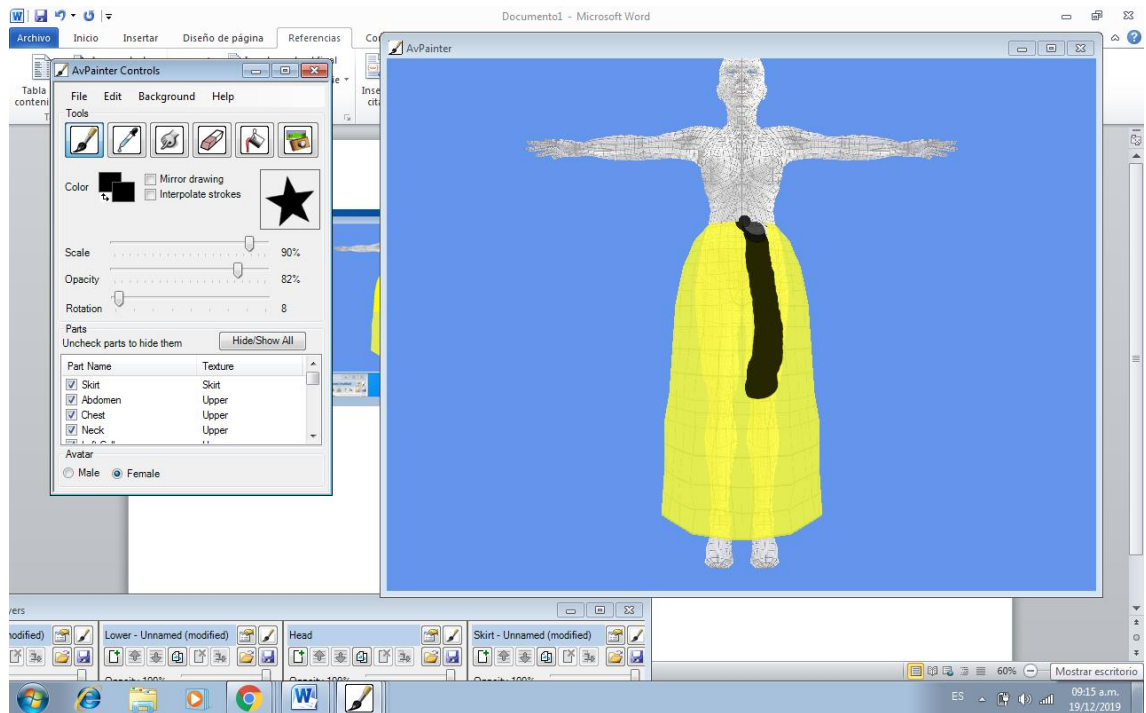 Documento1 - Microsoft Word
Archivo Inicio Insertar Diseño de página Referencias
Tabla
AvPainter Controls
File Edit Background Help
Tools
Color
Mirror drawing
Interpolate strokes
Scale 90%
Opacity 82%
Rotation 8
Parts
Uncheck parts to hide them
Hide/Show All
Part Name Texture
Skirt Skirt
Abdomen Upper
Chest Upper
Neck Upper
Avatar
Male Female
AvPainter
Lower - Unnamed (modified)
Head
Skirt - Unnamed (modified)
60%
Mostrar escritorio
ES
09:15 a.m.
19/12/2019